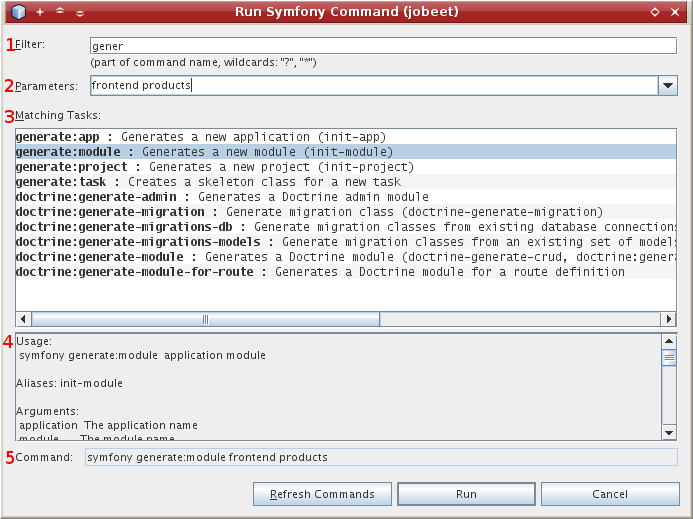 Run Symfony Command (jobeet)
1 Filter: gener
(part of command name, wildcards: "?", "*")
2 Parameters: frontend products
3 Matching Tasks:
generate:app : Generates a new application (init-app)
generate:module : Generates a new module (init-module)
generate:project : Generates a new project (init-project)
generate:task : Creates a skeleton class for a new task
doctrine:generate-admin : Generates a Doctrine admin module
doctrine:generate-migration : Generate migration class (doctrine-generate-migration)
doctrine:generate-migrations-db : Generate migration classes from existing database connections
doctrine:generate-migrations-models : Generate migration classes from an existing set of models
doctrine:generate-module : Generates a Doctrine module (doctrine-generate-crud, doctrine:genera
doctrine:generate-module-for-route : Generates a Doctrine module for a route definition
4 Usage:
symfony generate:module application module
Aliases: init-module
Arguments:
application The application name
module The module name
5 Command: symfony generate:module frontend products
Refresh Commands Run Cancel